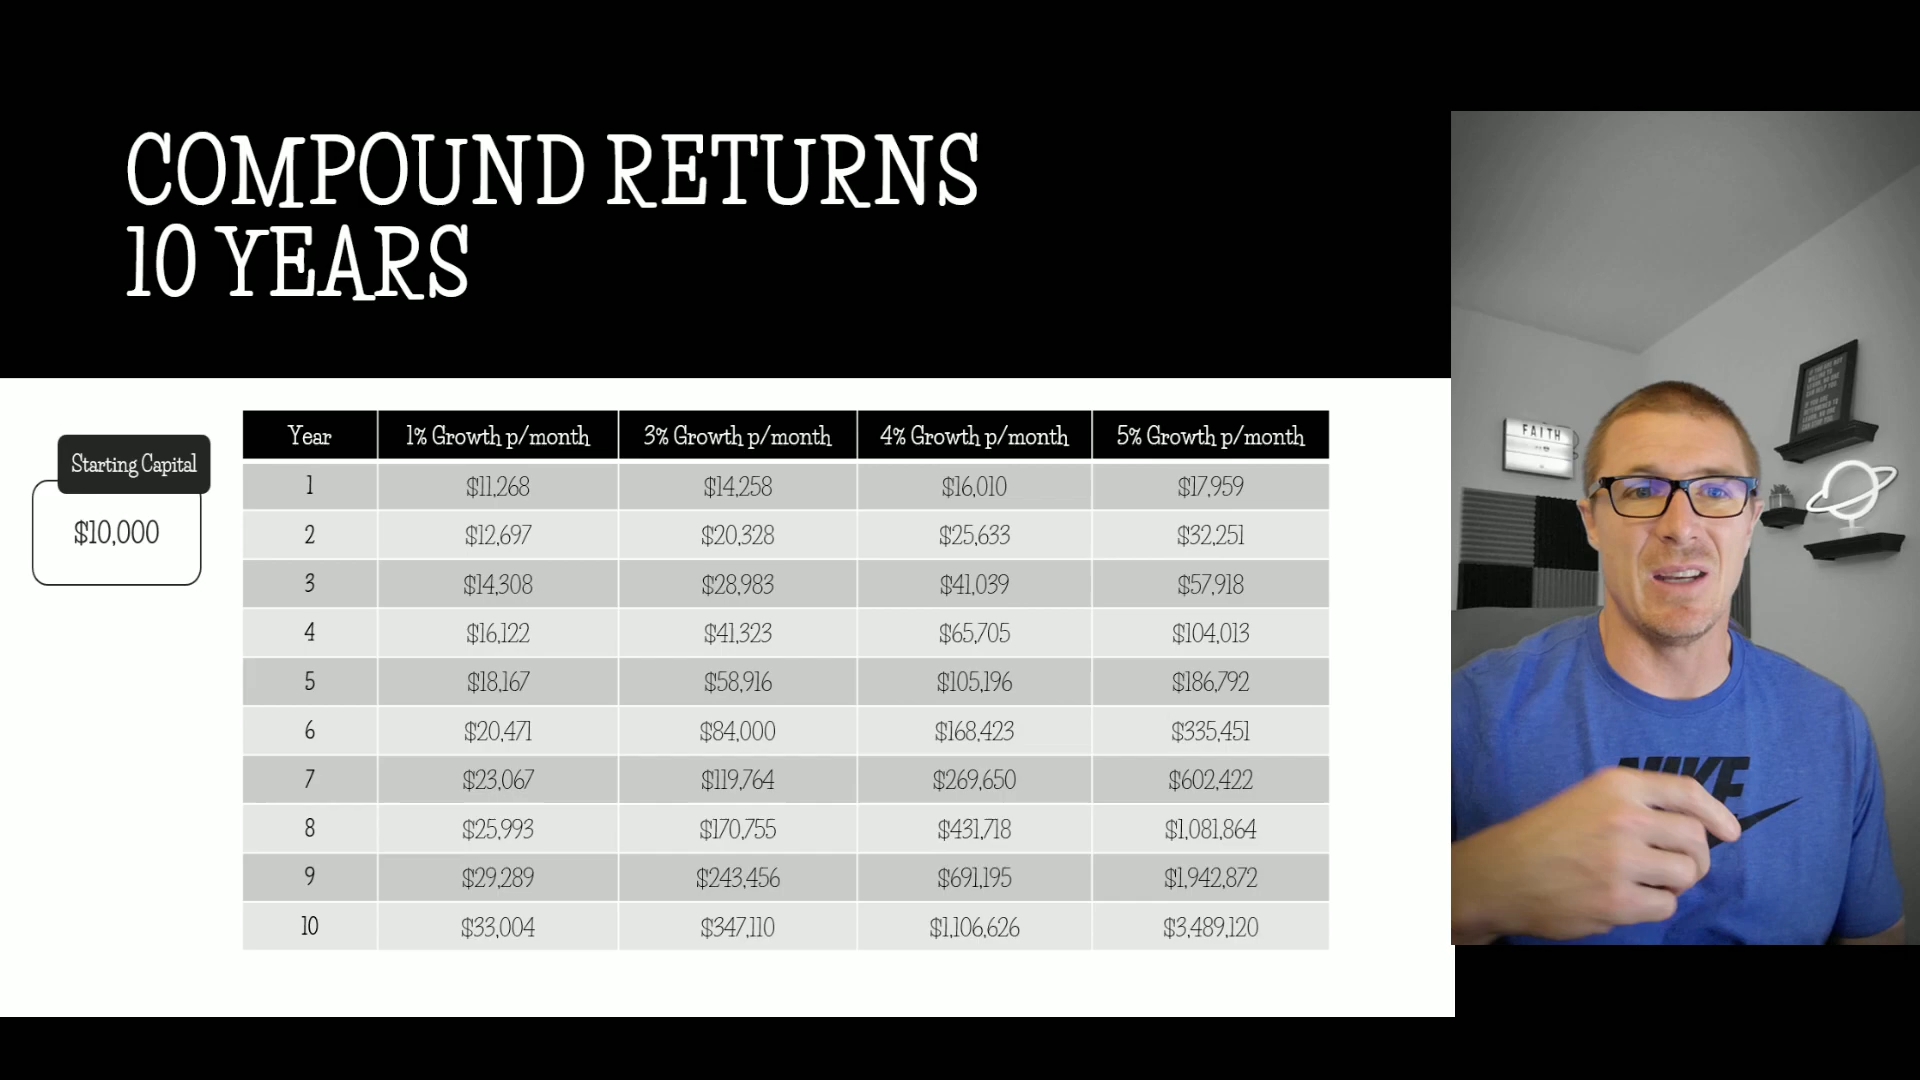 COMPOUND RETURNS
10 YEARS
Starting Capital
$10,000
Year 1% Growth p/month 3% Growth p/month 4% Growth p/month 5% Growth p/month
1 $11,268 $14,258 $16,010 $17,959
2 $12,697 $20,328 $25,633 $32,251
3 $14,308 $28,983 $41,039 $57,918
4 $16,122 $41,323 $65,705 $104,013
5 $18,167 $58,916 $105,196 $186,792
6 $20,471 $84,000 $168,423 $335,451
7 $23,067 $119,764 $269,650 $602,422
8 $25,993 $170,755 $431,718 $1,081,864
9 $29,289 $243,456 $691,195 $1,942,872
10 $33,004 $347,110 $1,106,626 $3,489,120
FAITH
NIKE